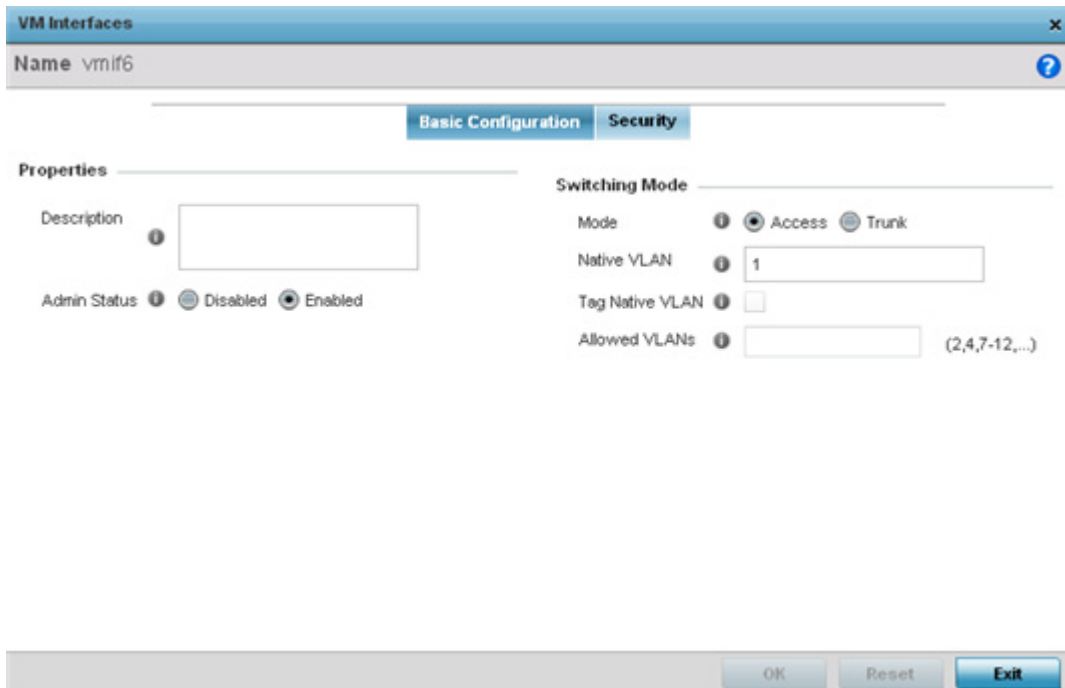 VM Interfaces ×
Name vmif6 ?
Basic Configuration Security
Properties
Description i
Admin Status i Disabled Enabled
Switching Mode
Mode i Access Trunk
Native VLAN i 1
Tag Native VLAN i
Allowed VLANs i (2,4,7-12,...)
OK Reset Exit